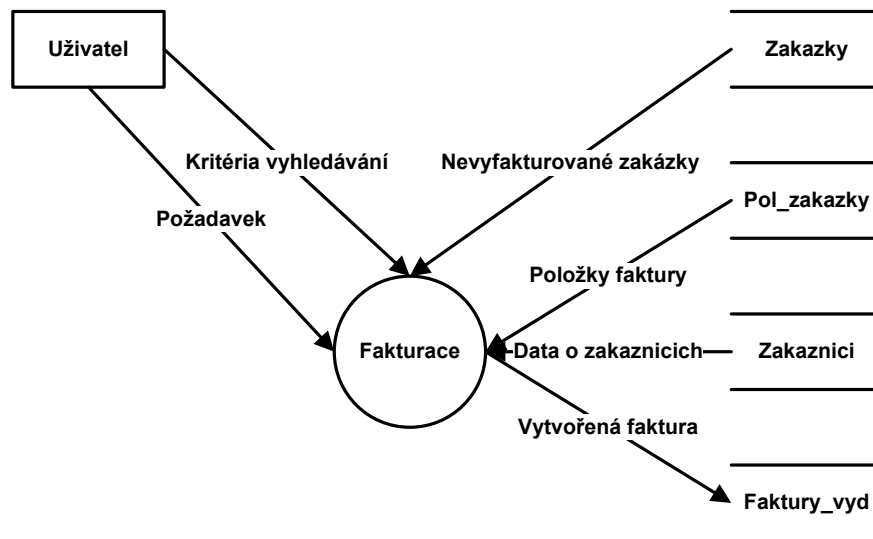 Uživatel
Zakazky
Kritéria vyhledávání
Nevyfakturované zakázky
Požadavek
Pol_zakazky
Položky faktury
Fakturace
Data o zakaznicich
Zakaznici
Vytvořená faktura
Faktury_vyd